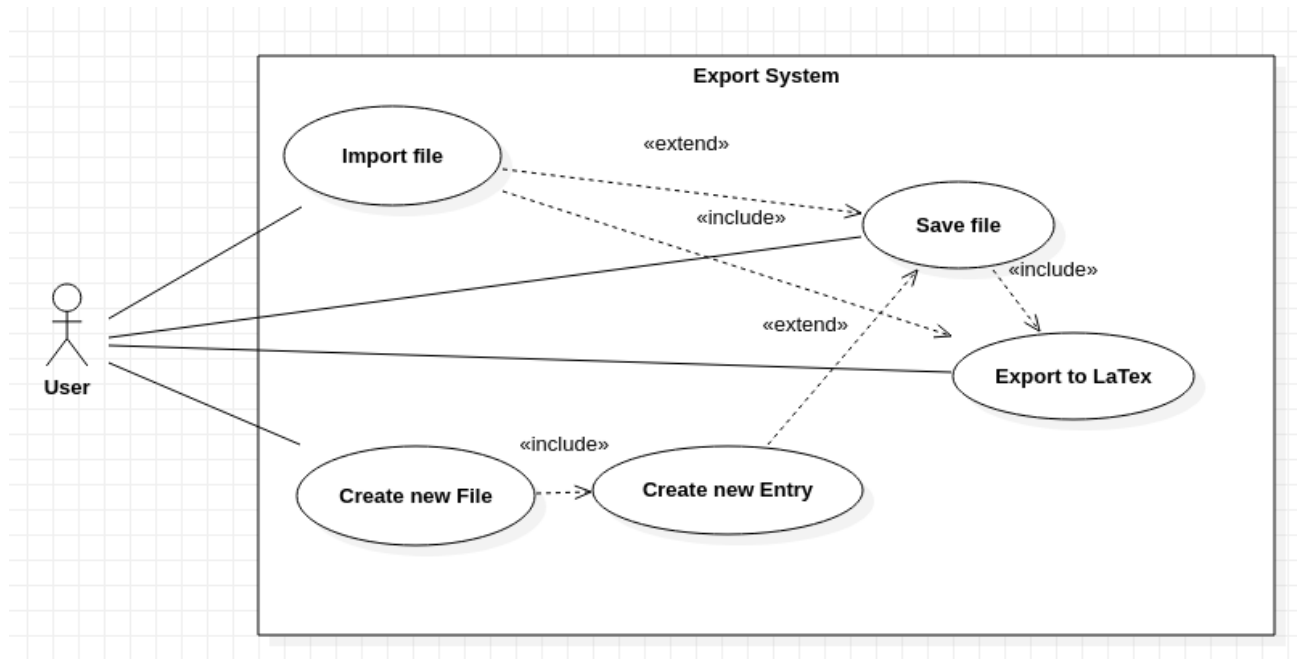 Export System
«extend»
Import file
«include»
Save file
«include»
«extend»
Export to LaTex
User
«include»
Create new File
Create new Entry